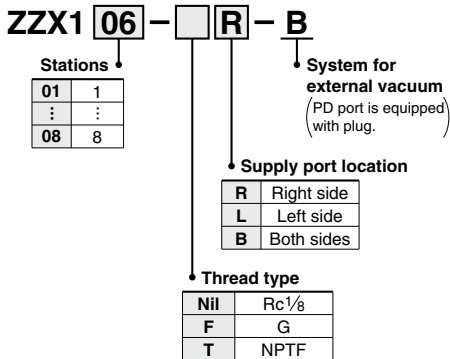 ZZX1 06 – R – B
Stations
01 1
⋮ ⋮
08 8
System for
external vacuum
(PD port is equipped
with plug.)
Supply port location
R Right side
L Left side
B Both sides
Thread type
Nil Rc1/8
F G
T NPTF